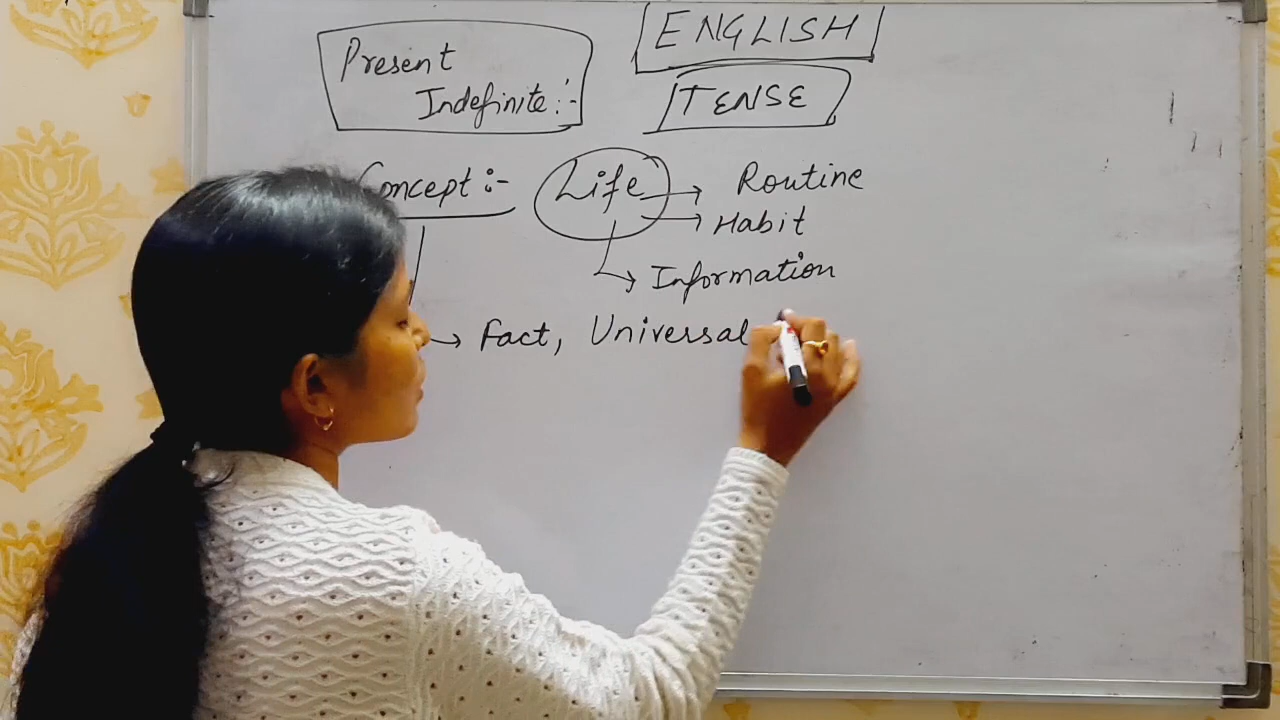 ENGLISH
Present
Indefinite:-
TENSE
Concept:- Life → Routine
→ Habit
→ Information
→ Fact, Universal